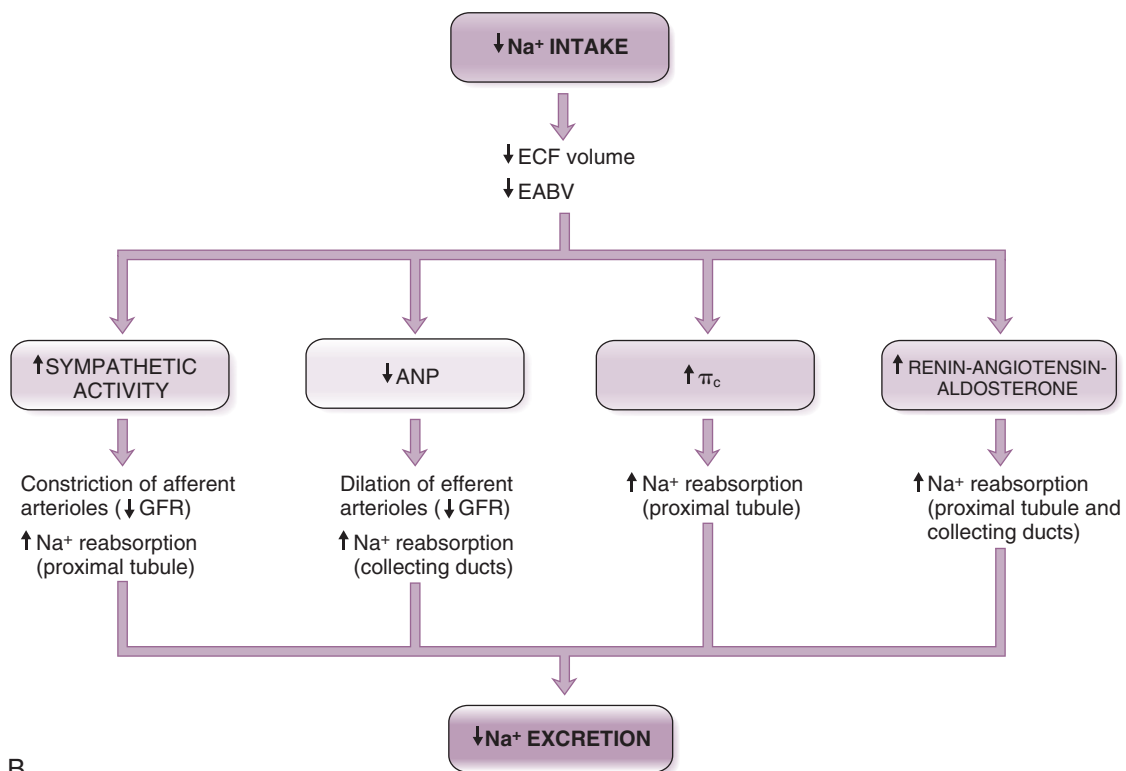 ↓Na⁺ INTAKE
↓ECF volume
↓EABV
↑SYMPATHETIC
ACTIVITY
↓ANP
↑πc
↑RENIN-ANGIOTENSIN-
ALDOSTERONE
Constriction of afferent
arterioles (↓GFR)
↑Na⁺ reabsorption
(proximal tubule)
Dilation of efferent
arterioles (↓GFR)
↑Na⁺ reabsorption
(collecting ducts)
↑Na⁺ reabsorption
(proximal tubule)
↑Na⁺ reabsorption
(proximal tubule and
collecting ducts)
↓Na⁺ EXCRETION
B